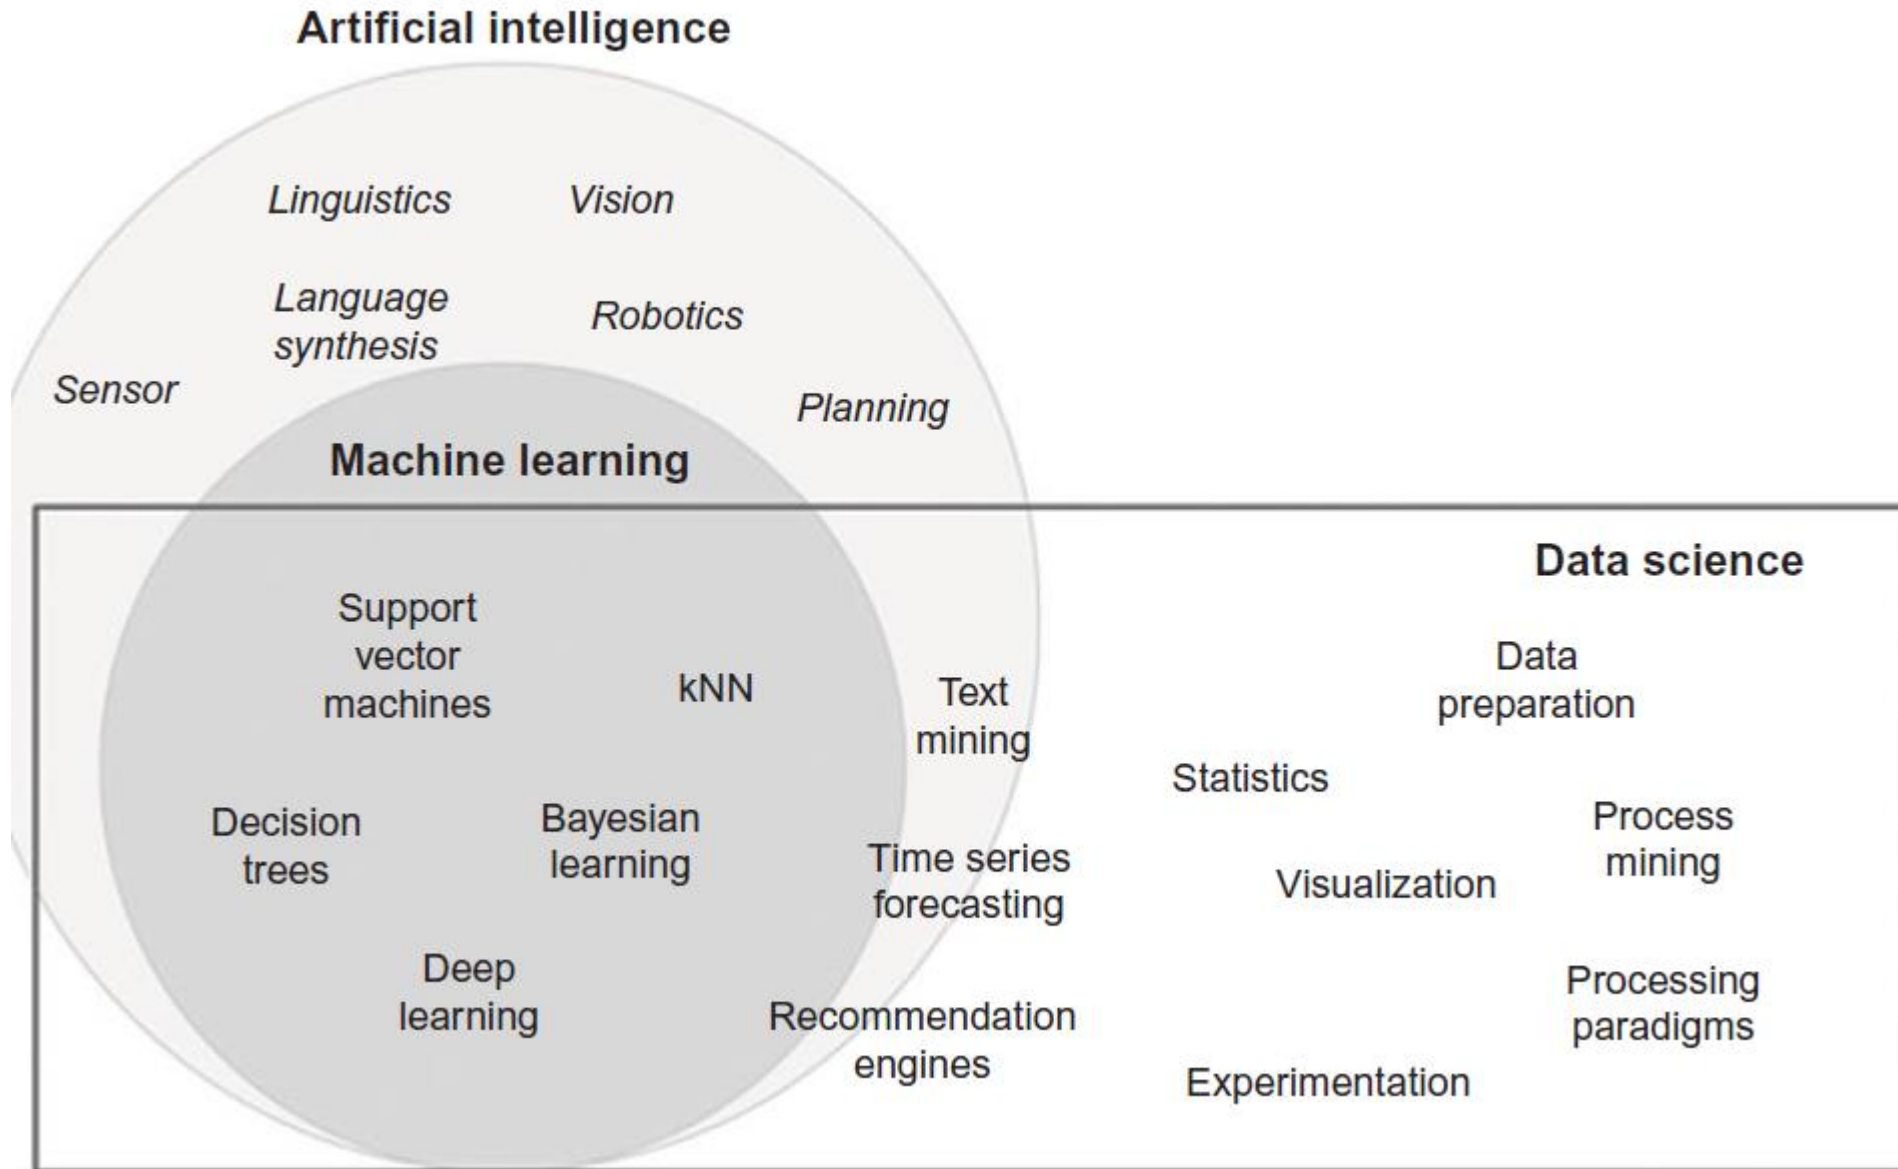 Artificial intelligence
Linguistics
Vision
Language
synthesis
Robotics
Sensor
Planning
Machine learning
Data science
Support
vector
machines
kNN
Text
mining
Data
preparation
Statistics
Decision
trees
Bayesian
learning
Time series
forecasting
Process
mining
Visualization
Deep
learning
Recommendation
engines
Processing
paradigms
Experimentation